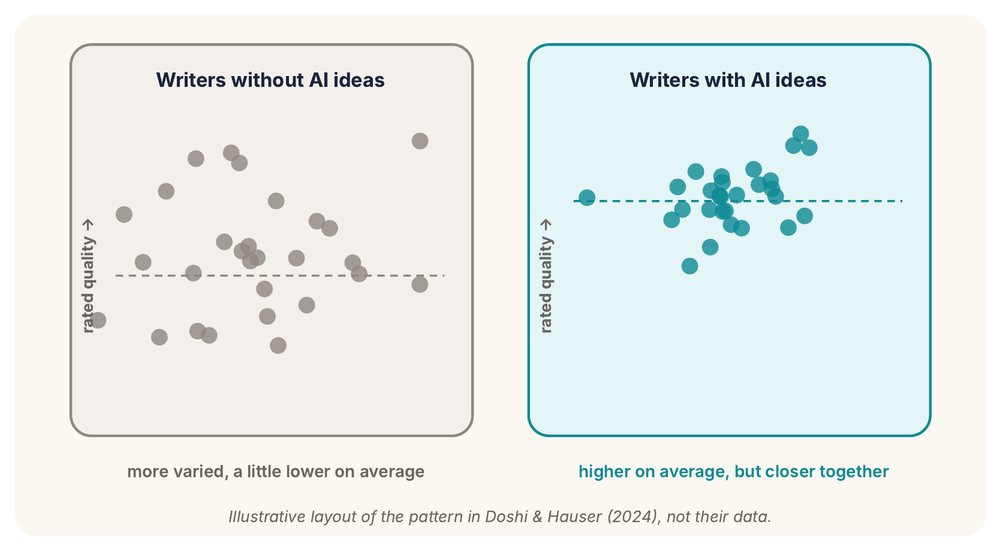 Writers without AI ideas
rated quality →
more varied, a little lower on average
Writers with AI ideas
rated quality →
higher on average, but closer together
Illustrative layout of the pattern in Doshi & Hauser (2024), not their data.